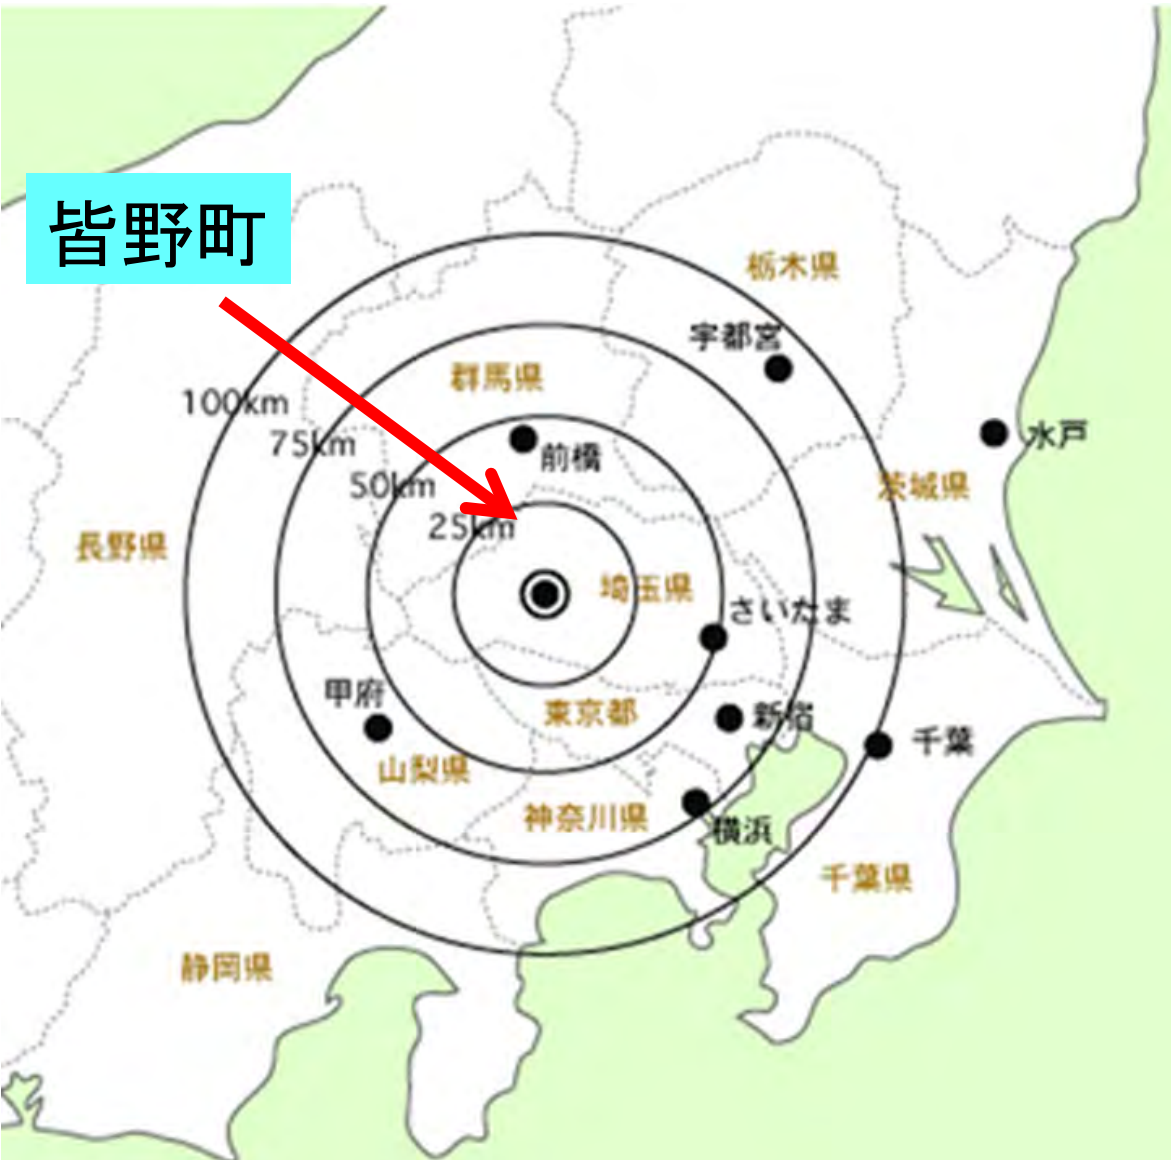 皆野町
栃木県
宇都宮
群馬県
100km
75km
前橋
水戸
50km
茨城県
25km
長野県
埼玉県
さいたま
甲府
東京都
新宿
千葉
山梨県
神奈川県
横浜
千葉県
静岡県